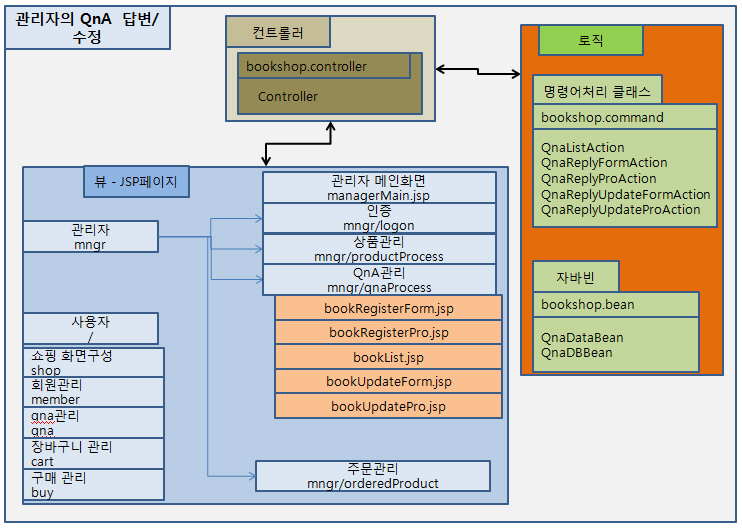 관리자의 QnA 답변/
수정
컨트롤러
bookshop.controller
Controller
로직
명령어처리 클래스
bookshop.command
QnaListAction
QnaReplyFormAction
QnaReplyProAction
QnaReplyUpdateFormAction
QnaReplyUpdateProAction
자바빈
bookshop.bean
QnaDataBean
QnaDBBean
뷰 - JSP페이지
관리자
mngr
사용자
/
쇼핑 화면구성
shop
회원관리
member
qna관리
qna
장바구니 관리
cart
구매 관리
buy
관리자 메인화면
managerMain.jsp
인증
mngr/logon
상품관리
mngr/productProcess
QnA관리
mngr/qnaProcess
bookRegisterForm.jsp
bookRegisterPro.jsp
bookList.jsp
bookUpdateForm.jsp
bookUpdatePro.jsp
주문관리
mngr/orderedProduct